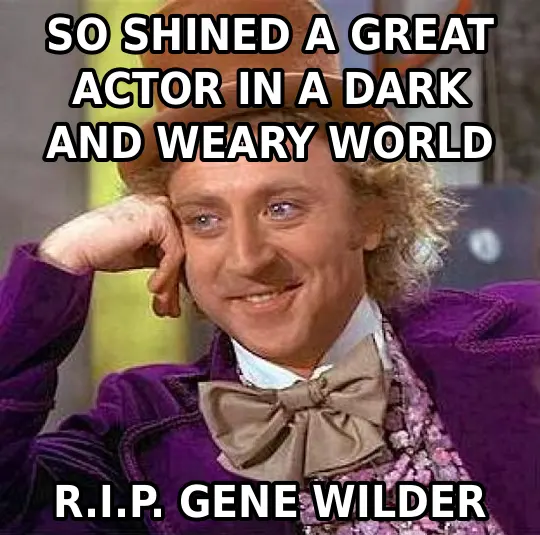 SO SHINED A GREAT
ACTOR IN A DARK
AND WEARY WORLD
R.I.P. GENE WILDER